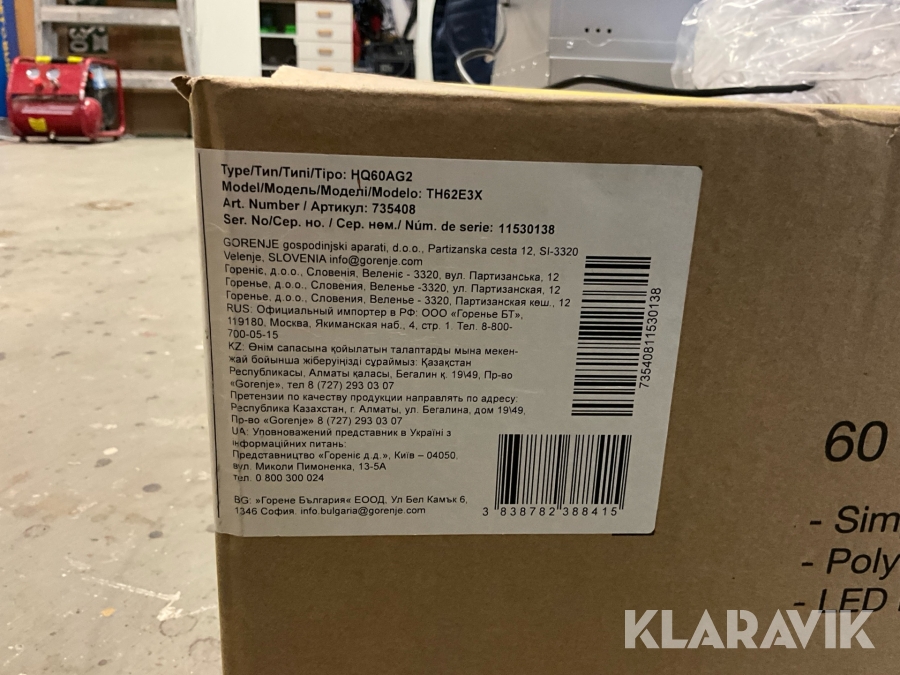 Type/Тип/Типі/Tipo: HQ60AG2
Model/Модель/Моделі/Modelo: TH62E3X
Art. Number / Артикул: 735408
Ser. No/Сер. но. / Сер. нөм./ Núm. de serie: 11530138
GORENJE gospodinjski aparati, d.o.o., Partizanska cesta 12, SI-3320
Velenje, SLOVENIA info@gorenje.com
Гореніє, д.о.о., Словенія, Веленіє - 3320, вул. Партизанська, 12
Горенье, д.о.о., Словения, Веленье -3320, ул. Партизанская, 12
Горенье, д.о.о., Словения, Веленье - 3320, Партизанская көш., 12
RUS: Официальный импортер в РФ: ООО «Горенье БТ»,
119180, Москва, Якиманская наб., 4, стр. 1. Тел. 8-800-
700-05-15
KZ: Өнім сапасына қойылатын талаптарды мына мекен-
жай бойынша жіберуіңізді сұраймыз: Қазақстан
Республикасы, Алматы қаласы, Бегалин қ. 19\49, Пр-во
«Gorenje», тел 8 (727) 293 03 07
Претензии по качеству продукции направлять по адресу:
Республика Казахстан, г. Алматы, ул. Бегалина, дом 19\49,
Пр-во «Gorenje» 8 (727) 293 03 07
UA: Уповноважений представник в Україні з
інформаційних питань:
Представництво «Гореніє д.д.», Київ – 04050,
вул. Миколи Пимоненка, 13-5А
тел. 0 800 300 024
BG: »Горене България« ЕООД, Ул Бел Камък 6,
1346 София, info.bulgaria@gorenje.com
73540811530138
3 838782 388415
60
- Sim
- Poly
- LED
KLARAVIK